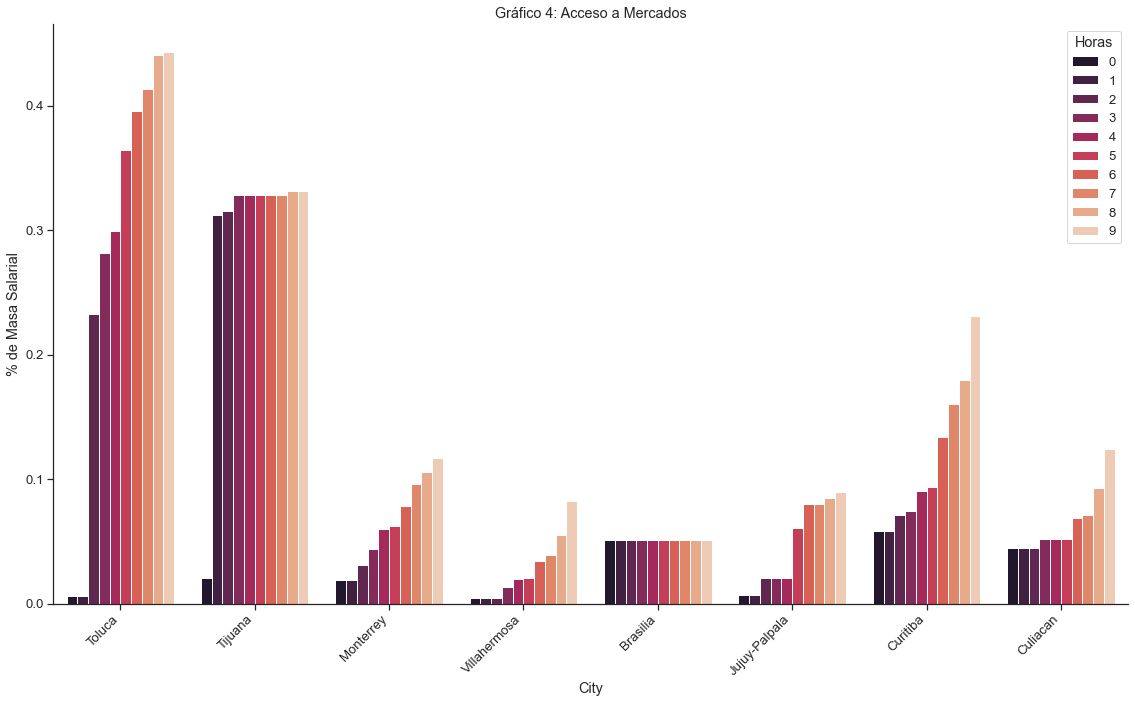 Gráfico 4: Acceso a Mercados
Horas
0
1
2
3
4
5
6
7
8
9
% de Masa Salarial
0.4
0.3
0.2
0.1
0.0
Toluca
Tijuana
Monterrey
Villahermosa
Brasilia
Jujuy-Palpala
Curitiba
Culiacan
City